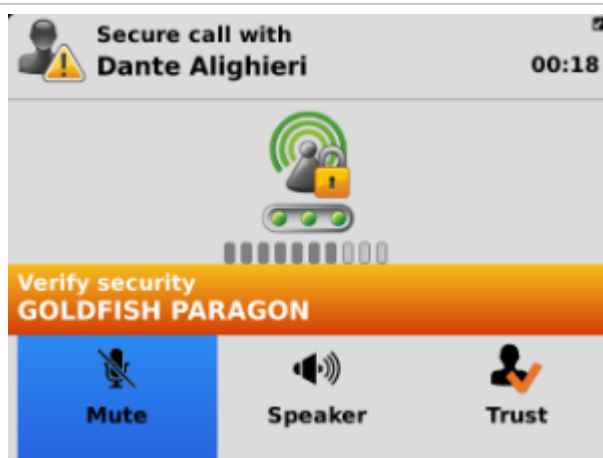 Secure call with
Dante Alighieri
00:18
Verify security
GOLDFISH PARAGON
Mute
Speaker
Trust